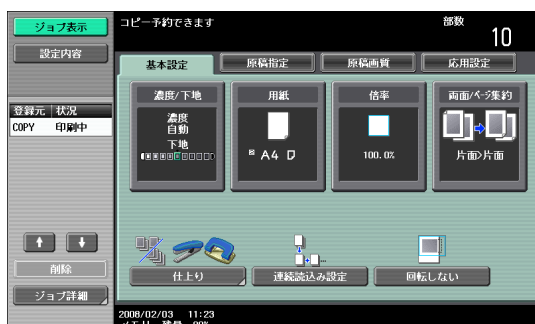 ジョブ表示
コピー予約できます
部数
10
設定内容
基本設定
原稿指定
原稿画質
応用設定
濃度/下地
用紙
倍率
両面/ページ集約
登録元
状況
COPY
印刷中
濃度
自動
下地
A4
100.0%
片面>片面
削除
仕上り
連続読込み設定
回転しない
ジョブ詳細
2008/02/03 11:23